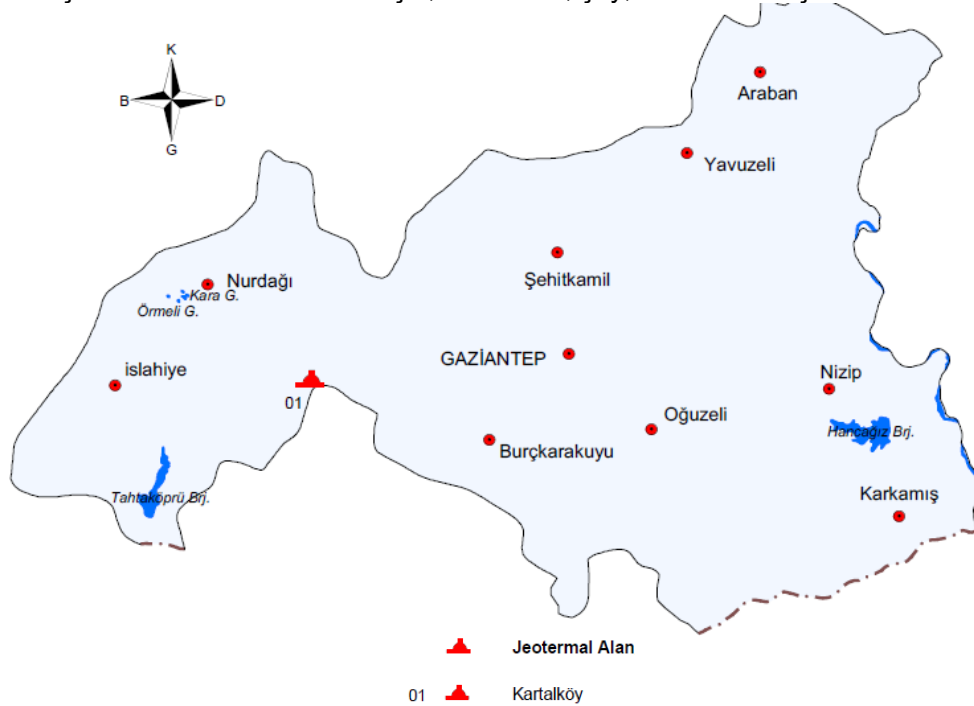 K
B D
G
Araban
Yavuzeli
Şehitkamil
Nurdağı
Kara G.
Örmeli G.
GAZİANTEP
islahiye
Nizip
01
Oğuzeli
Hancağız Brj.
Burçkarakuyu
Karkamış
Tahtaköprü Brj.
Jeotermal Alan
01 Kartalköy